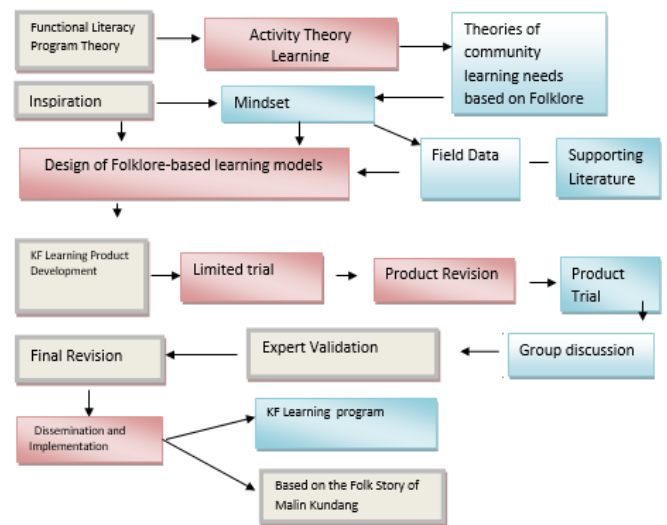 Functional Literacy
Program Theory
Activity Theory
Learning
Theories of
community
learning needs
based on Folklore
Inspiration
Mindset
Design of Folklore-based learning models
Field Data
Supporting
Literature
KF Learning Product
Development
Limited trial
Product Revision
Product
Trial
Group discussion
Expert Validation
Final Revision
Dissemination and
Implementation
KF Learning program
Based on the Folk Story of
Malin Kundang